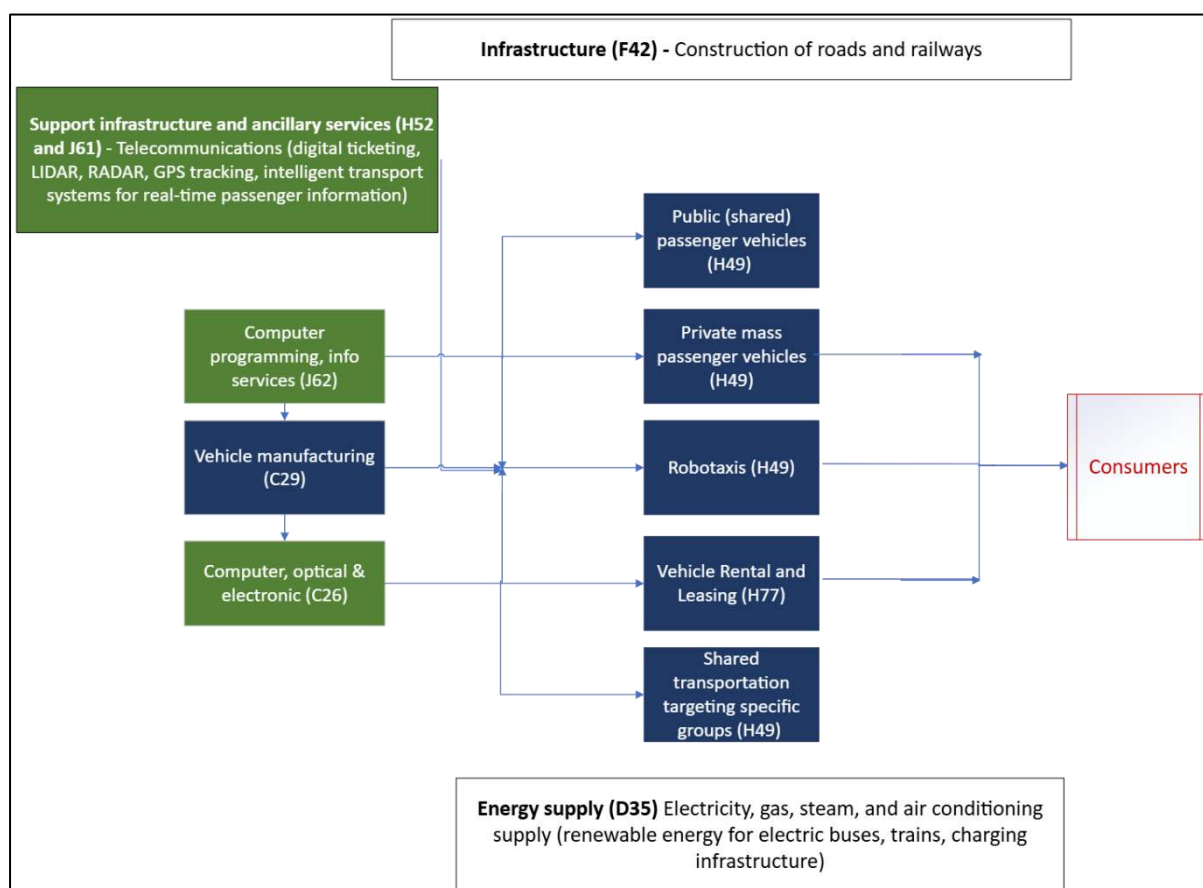 Infrastructure (F42) - Construction of roads and railways
Support infrastructure and ancillary services (H52
and J61) - Telecommunications (digital ticketing,
LIDAR, RADAR, GPS tracking, intelligent transport
systems for real-time passenger information)
Public (shared)
passenger vehicles
(H49)
Computer
programming, info
services (J62)
Private mass
passenger vehicles
(H49)
Vehicle manufacturing
(C29)
Robotaxis (H49)
Consumers
Computer, optical &
electronic (C26)
Vehicle Rental and
Leasing (H77)
Shared
transportation
targeting specific
groups (H49)
Energy supply (D35) Electricity, gas, steam, and air conditioning
supply (renewable energy for electric buses, trains, charging
infrastructure)